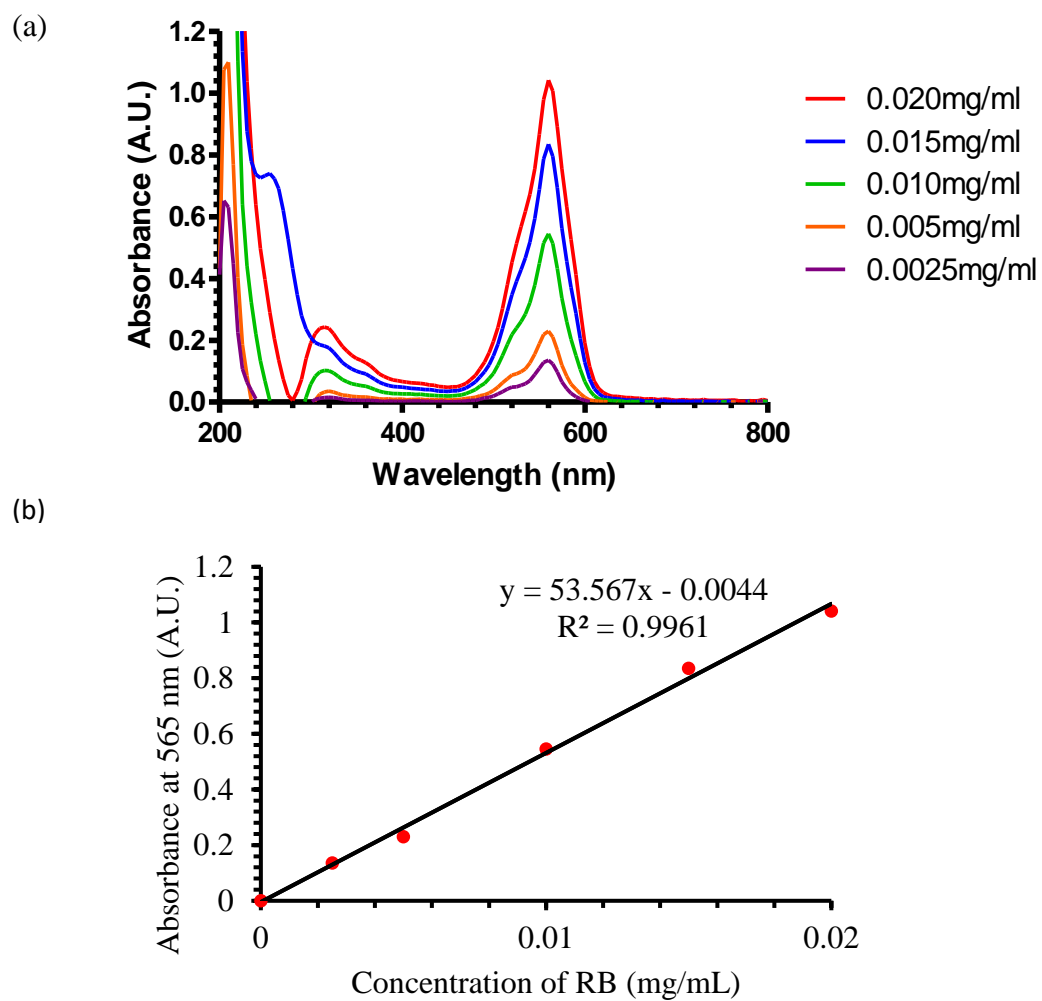 (a)
1.2
1.0
0.8
0.6
0.4
0.2
0.0
Absorbance (A.U.)
200
400
600
800
Wavelength (nm)
0.020mg/ml
0.015mg/ml
0.010mg/ml
0.005mg/ml
0.0025mg/ml
(b)
1.2
1
0.8
0.6
0.4
0.2
0
Absorbance at 565 nm (A.U.)
y = 53.567x - 0.0044
R² = 0.9961
0
0.01
0.02
Concentration of RB (mg/mL)